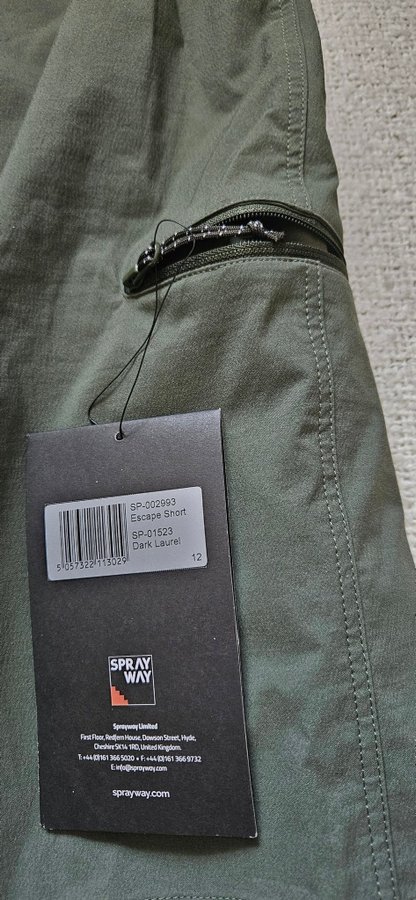 SP-002993
Escape Short
SP-01523
Dark Laurel
5 057322 113029
12
SPRAY
WAY
Sprayway Limited
First Floor, Redfern House, Dawson Street, Hyde,
Cheshire SK14 1RD, United Kingdom.
T: +44 (0)161 366 5020 • F: +44 (0)161 366 9732
E: info@sprayway.com
sprayway.com